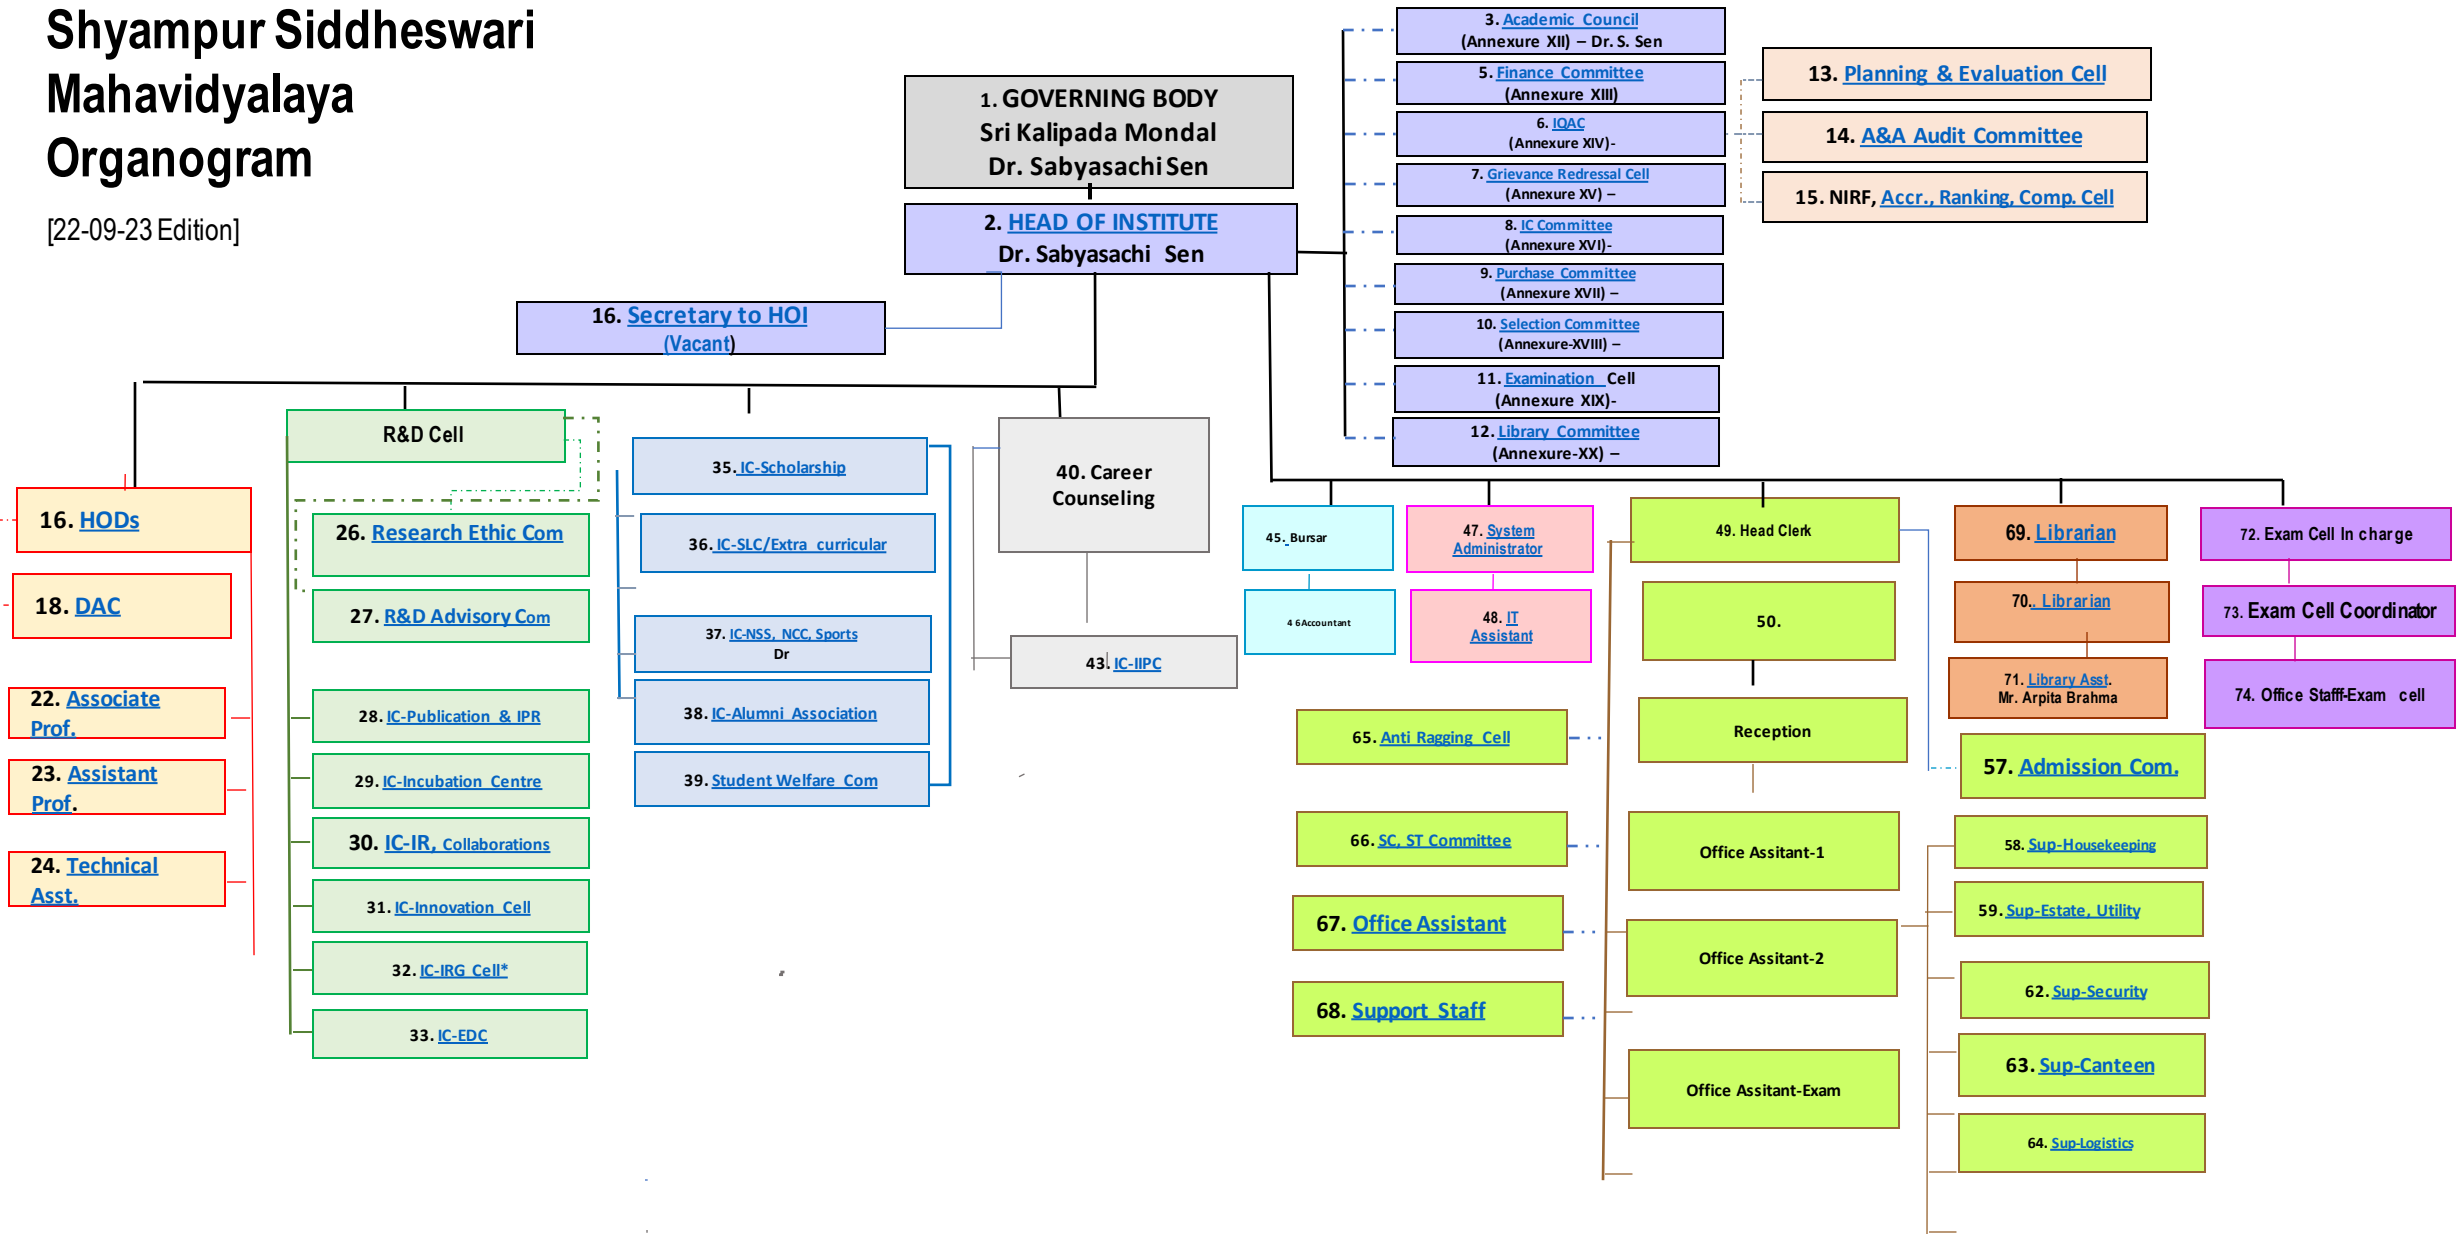 Shyampur Siddheswari
Mahavidyalaya
Organogram
[22-09-23 Edition]
1. GOVERNING BODY
Sri Kalipada Mondal
Dr. Sabyasachi Sen
2. HEAD OF INSTITUTE
Dr. Sabyasachi Sen
16. Secretary to HOI
(Vacant)
3. Academic Council
(Annexure XII) – Dr. S. Sen
5. Finance Committee
(Annexure XIII)
6. IQAC
(Annexure XIV)-
7. Grievance Redressal Cell
(Annexure XV) –
8. IC Committee
(Annexure XVI)-
9. Purchase Committee
(Annexure XVII) –
10. Selection Committee
(Annexure-XVIII) –
11. Examination Cell
(Annexure XIX)-
12. Library Committee
(Annexure-XX) –
13. Planning & Evaluation Cell
14. A&A Audit Committee
15. NIRF, Accr., Ranking, Comp. Cell
16. HODs
18. DAC
22. Associate
Prof.
23. Assistant
Prof.
24. Technical
Asst.
R&D Cell
26. Research Ethic Com
27. R&D Advisory Com
28. IC-Publication & IPR
29. IC-Incubation Centre
30. IC-IR, Collaborations
31. IC-Innovation Cell
32. IC-IRG Cell*
33. IC-EDC
35. IC-Scholarship
36. IC-SLC/Extra curricular
37. IC-NSS, NCC, Sports
Dr
38. IC-Alumni Association
39. Student Welfare Com
40. Career
Counseling
43. IC-IIPC
45. Bursar
4 6Accountant
47. System
Administrator
48. IT
Assistant
49. Head Clerk
50.
Reception
Office Assitant-1
Office Assitant-2
Office Assitant-Exam
65. Anti Ragging Cell
66. SC, ST Committee
67. Office Assistant
68. Support Staff
69. Librarian
70.. Librarian
71. Library Asst.
Mr. Arpita Brahma
57. Admission Com.
58. Sup-Housekeeping
59. Sup-Estate, Utility
62. Sup-Security
63. Sup-Canteen
64. Sup-Logistics
72. Exam Cell In charge
73. Exam Cell Coordinator
74. Office Stafff-Exam cell